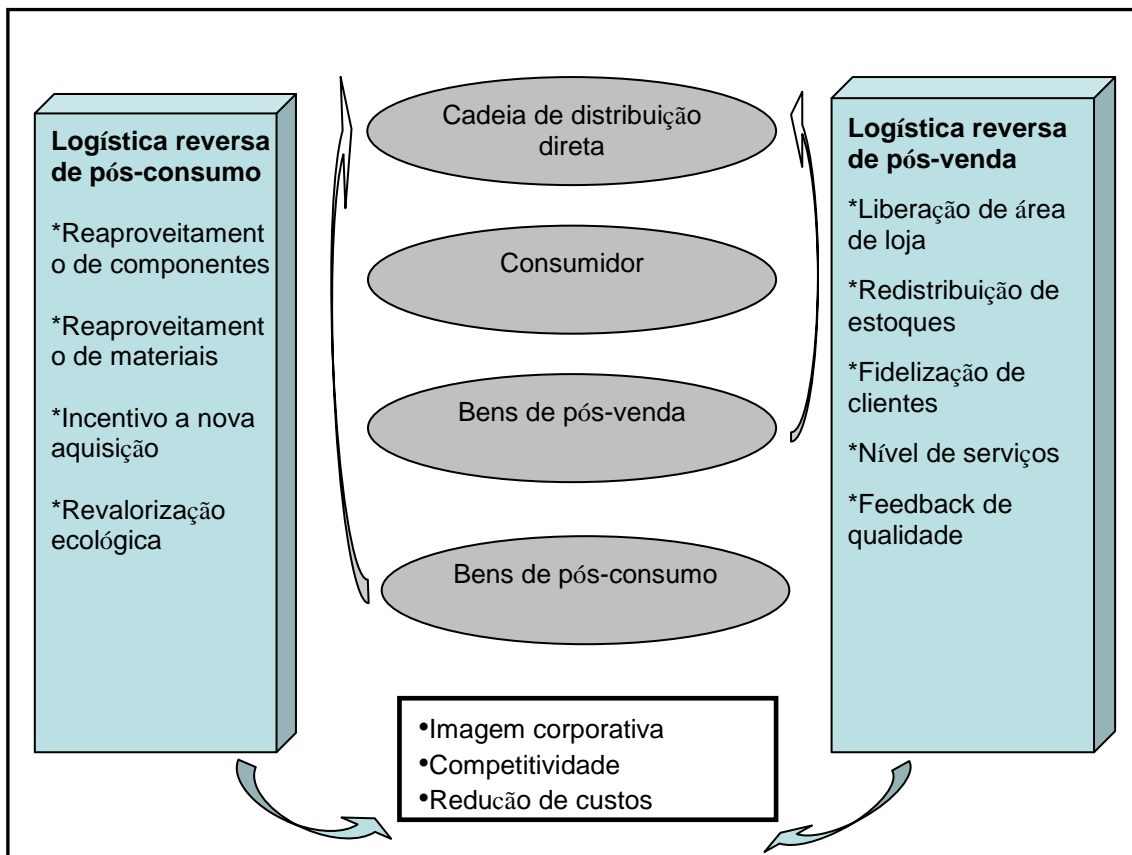 Logística reversa
de pós-consumo
*Reaproveitament
o de componentes
*Reaproveitament
o de materiais
*Incentivo a nova
aquisição
*Revalorização
ecológica
Cadeia de distribuição
direta
Consumidor
Bens de pós-venda
Bens de pós-consumo
Logística reversa
de pós-venda
*Liberação de área
de loja
*Redistribuição de
estoques
*Fidelização de
clientes
*Nível de serviços
*Feedback de
qualidade
•Imagem corporativa
•Competitividade
•Redução de custos